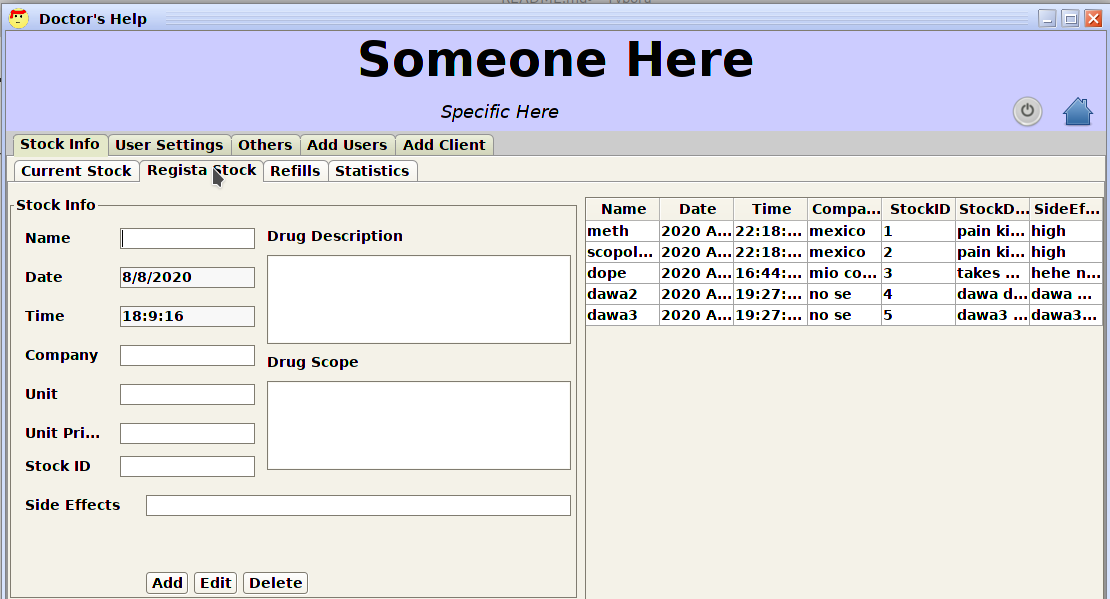 Doctor's Help
Someone Here
Specific Here
Stock Info User Settings Others Add Users Add Client
Current Stock Regista Stock Refills Statistics
Stock Info
Name
Date 8/8/2020
Time 18:9:16
Company
Unit
Unit Pri...
Stock ID
Side Effects
Drug Description
Drug Scope
Add Edit Delete
Name Date Time Compa... StockID StockD... SideEf...
meth 2020 A... 22:18:... mexico 1 pain ki... high
scopol... 2020 A... 22:18:... mexico 2 pain ki... high
dope 2020 A... 16:44:... mio co... 3 takes ... hehe n...
dawa2 2020 A... 19:27:... no se 4 dawa d... dawa ...
dawa3 2020 A... 19:27:... no se 5 dawa3 ... dawa3...